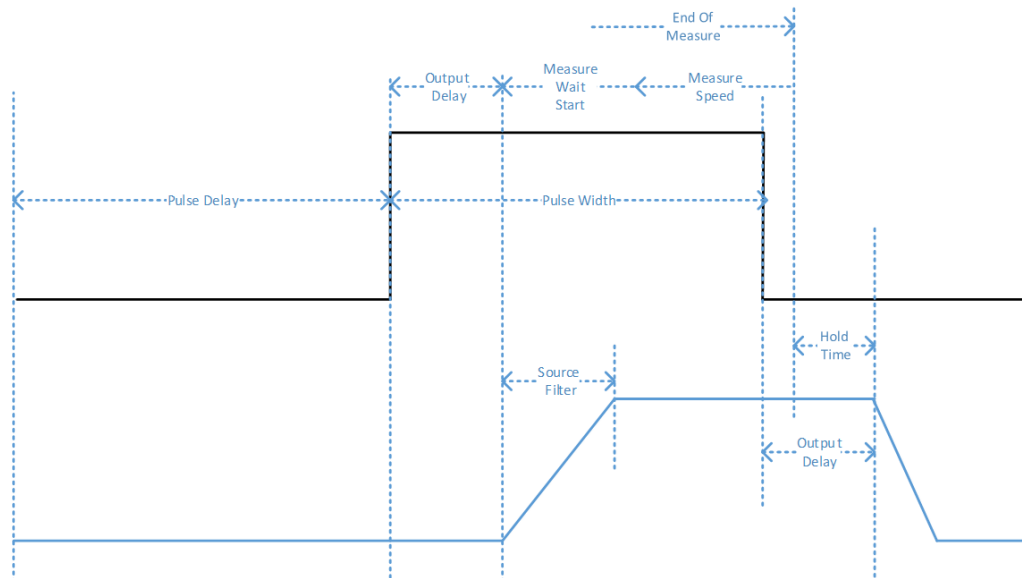 End Of
Measure
Output
Delay
Measure
Wait
Start
Measure
Speed
Pulse Delay
Pulse Width
Hold
Time
Source
Filter
Output
Delay